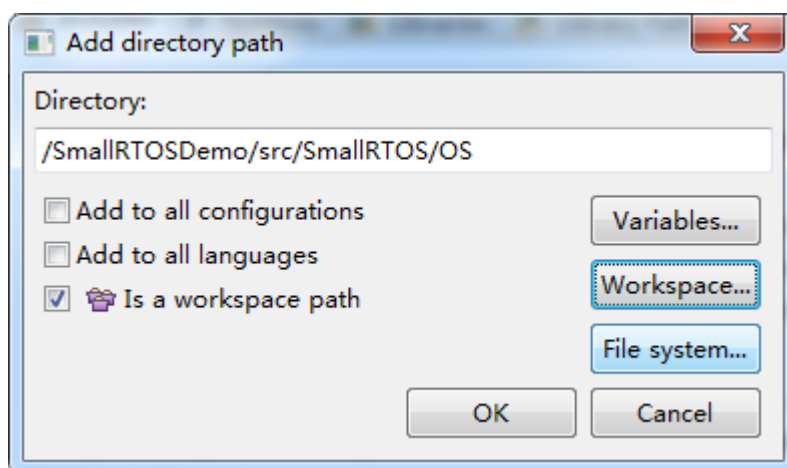 Add directory path
Directory:
/SmallRTOSDemo/src/SmallRTOS/OS
Add to all configurations
Variables...
Add to all languages
Workspace...
Is a workspace path
File system...
OK
Cancel